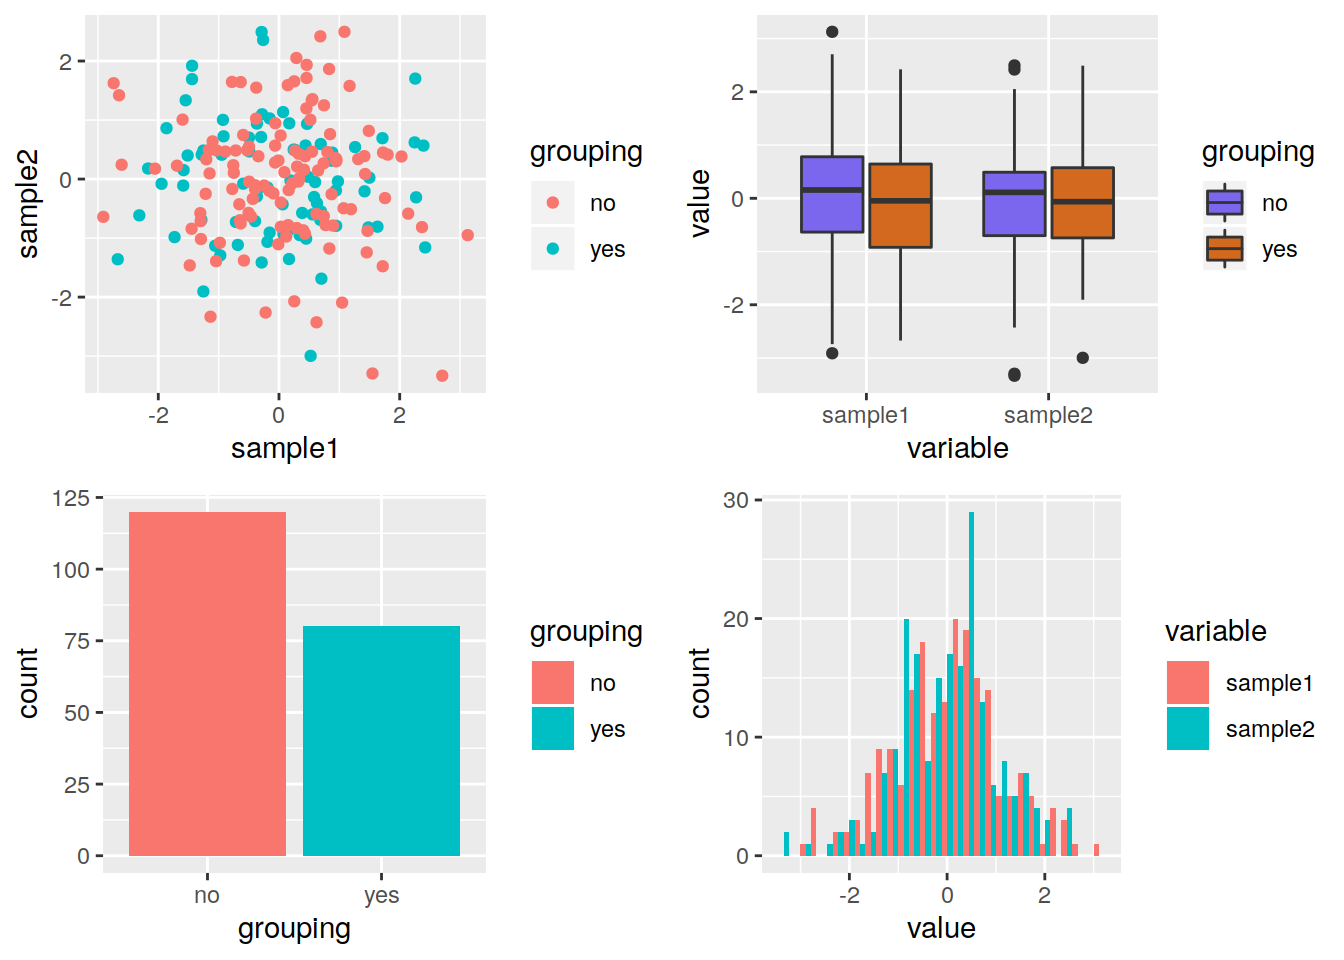 sample2
2
0
-2
-2 0 2
sample1
grouping
no
yes
value
2
0
-2
sample1 sample2
variable
grouping
no
yes
count
125
100
75
50
25
0
no yes
grouping
grouping
no
yes
count
30
20
10
0
-2 0 2
value
variable
sample1
sample2